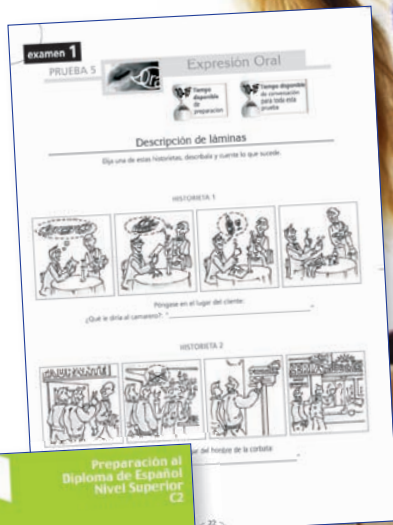 examen 1
PRUEBA 5
Expresión Oral
Tiempo
disponible
de
preparación
Tiempo disponible
de conversación
para toda esta
prueba
Descripción de láminas
Elija una de estas historietas, descríbala y cuente lo que sucede.
HISTORIETA 1
Póngase en el lugar del cliente:
¿Qué le diría al camarero? "
"
HISTORIETA 2
del hombre de la corbata:
"
22
Preparación al
Diploma de Español
Nivel Superior
C2